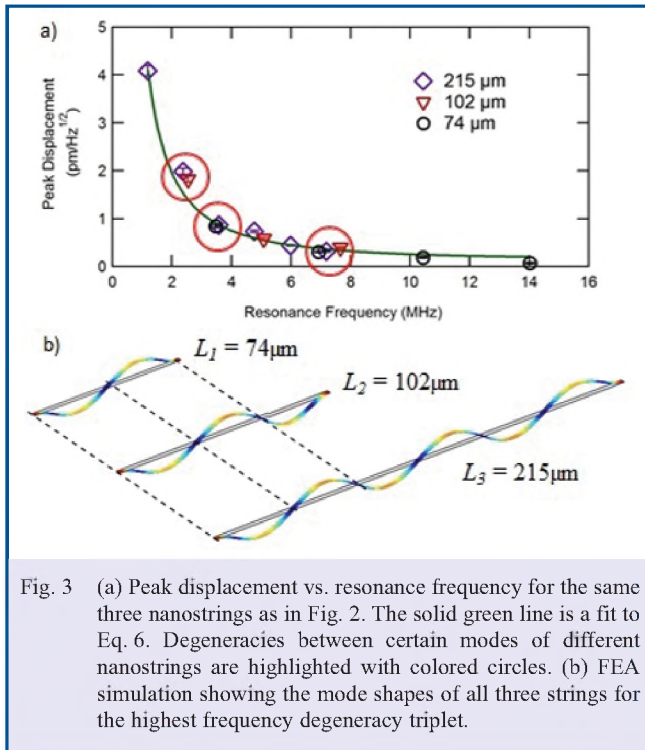 a)
5
4
3
2
1
0
Peak Displacement
(pm/Hz^1/2)
215 µm
102 µm
74 µm
0 2 4 6 8 10 12 14 16
Resonance Frequency (MHz)
b)
L1 = 74µm
L2 = 102µm
L3 = 215µm
Fig. 3 (a) Peak displacement vs. resonance frequency for the same
three nanostrings as in Fig. 2. The solid green line is a fit to
Eq. 6. Degeneracies between certain modes of different
nanostrings are highlighted with colored circles. (b) FEA
simulation showing the mode shapes of all three strings for
the highest frequency degeneracy triplet.